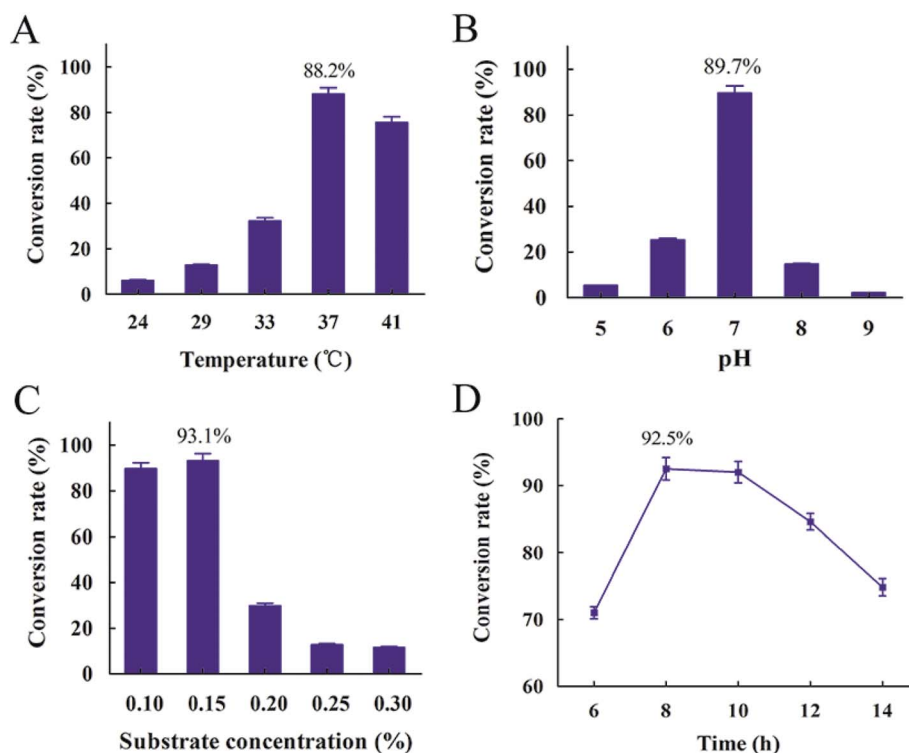 A
Conversion rate (%)
100
80
60
40
20
0
88.2%
24 29 33 37 41
Temperature (℃)
B
Conversion rate (%)
100
80
60
40
20
0
89.7%
5 6 7 8 9
pH
C
Conversion rate (%)
100
80
60
40
20
0
93.1%
0.10 0.15 0.20 0.25 0.30
Substrate concentration (%)
D
Conversion rate (%)
100
90
80
70
60
92.5%
6 8 10 12 14
Time (h)